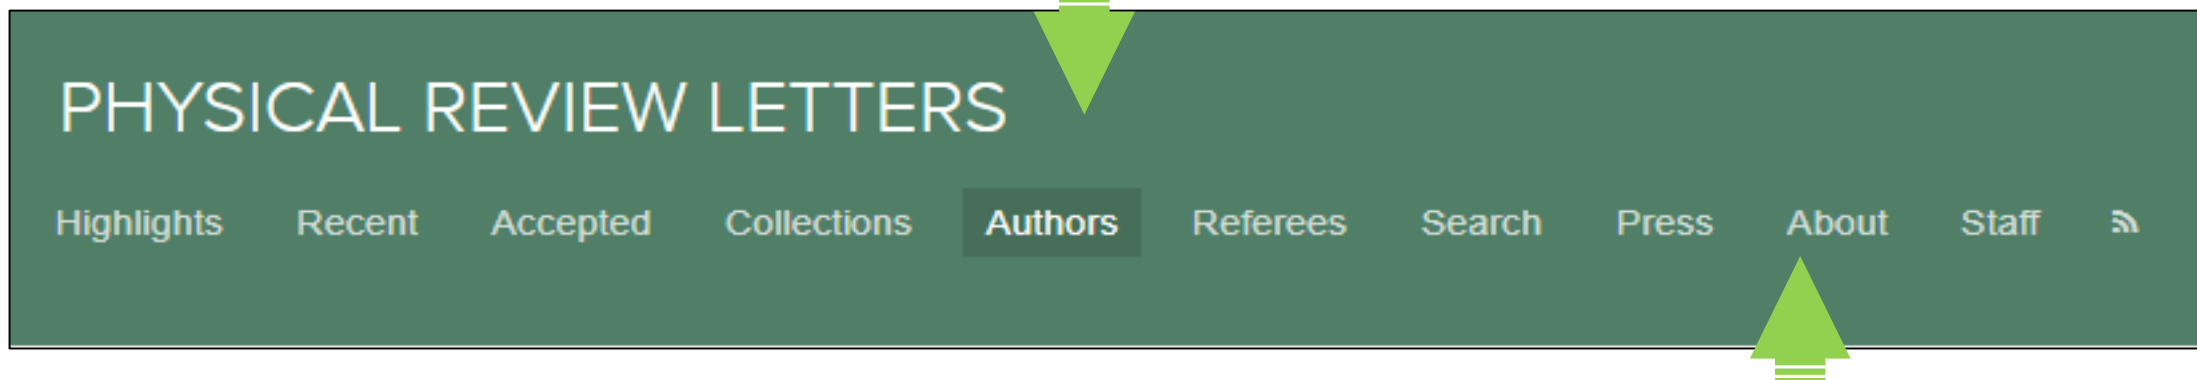 PHYSICAL REVIEW LETTERS
Highlights Recent Accepted Collections Authors Referees Search Press About Staff